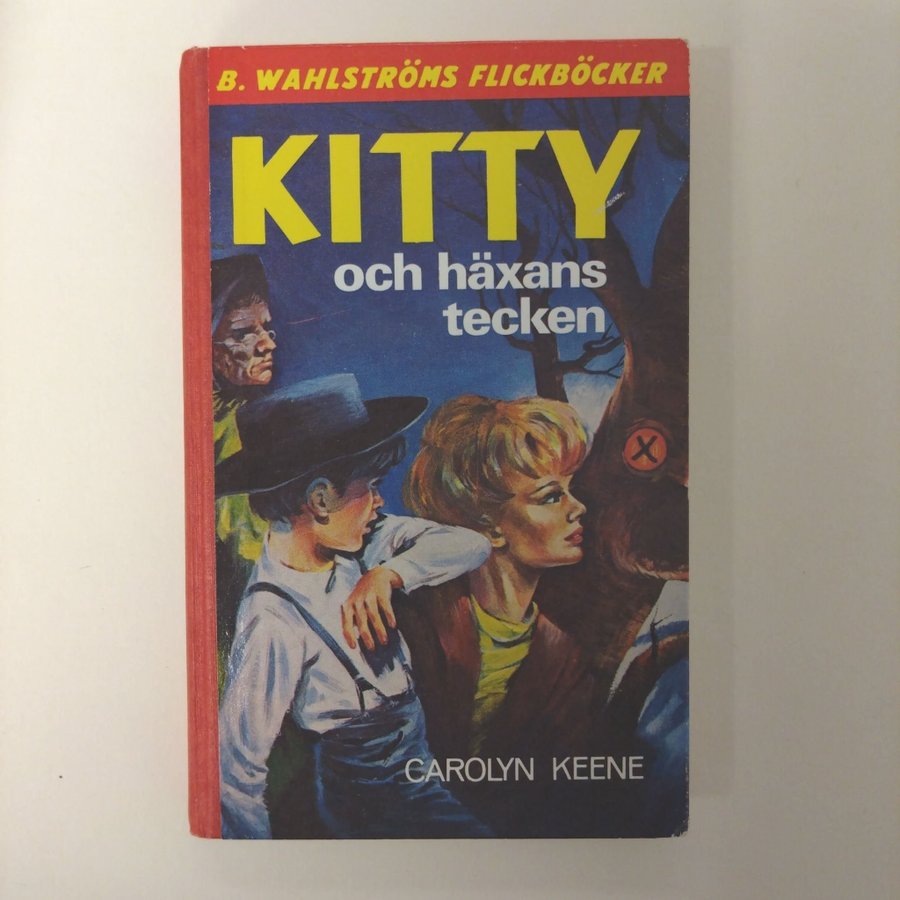 B. WAHLSTRÖMS FLICKBÖCKER
KITTY
och häxans
tecken
X
CAROLYN KEENE